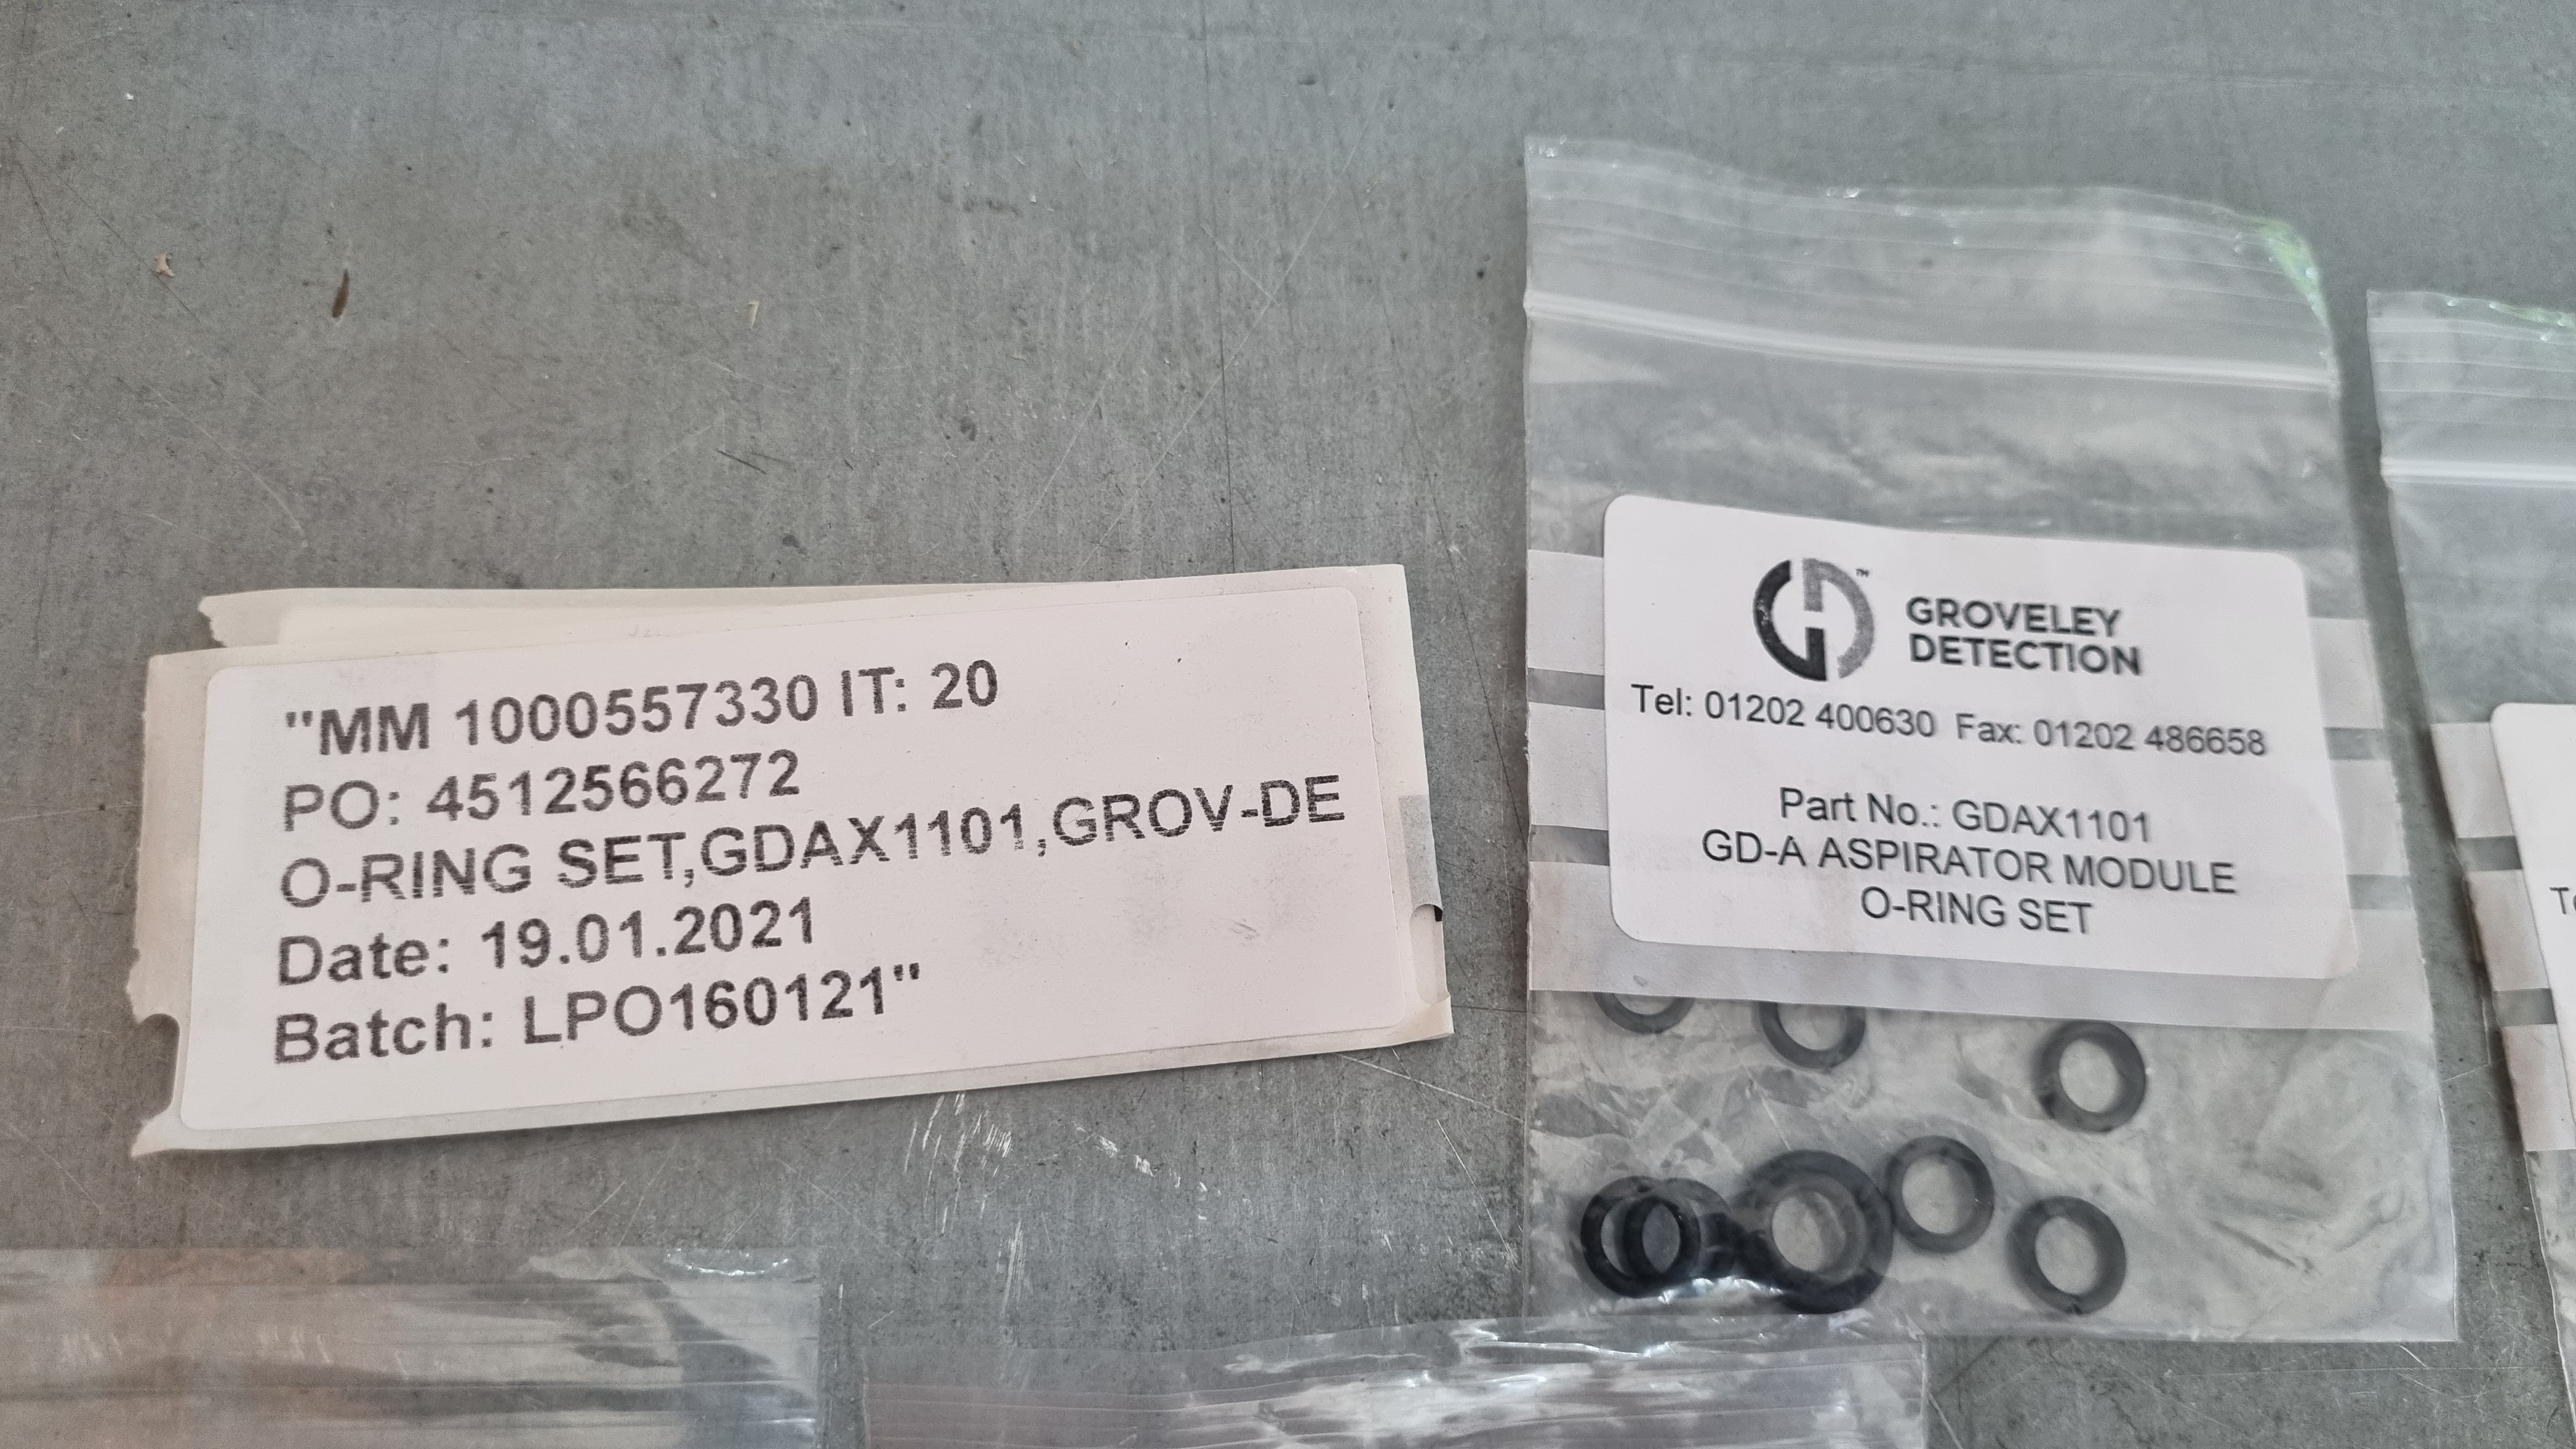 "MM 1000557330 IT: 20
PO: 4512566272
O-RING SET,GDAX1101,GROV-DE
Date: 19.01.2021
Batch: LPO160121"
GROVELEY
DETECTION
™
Tel: 01202 400630 Fax: 01202 486658
Part No.: GDAX1101
GD-A ASPIRATOR MODULE
O-RING SET